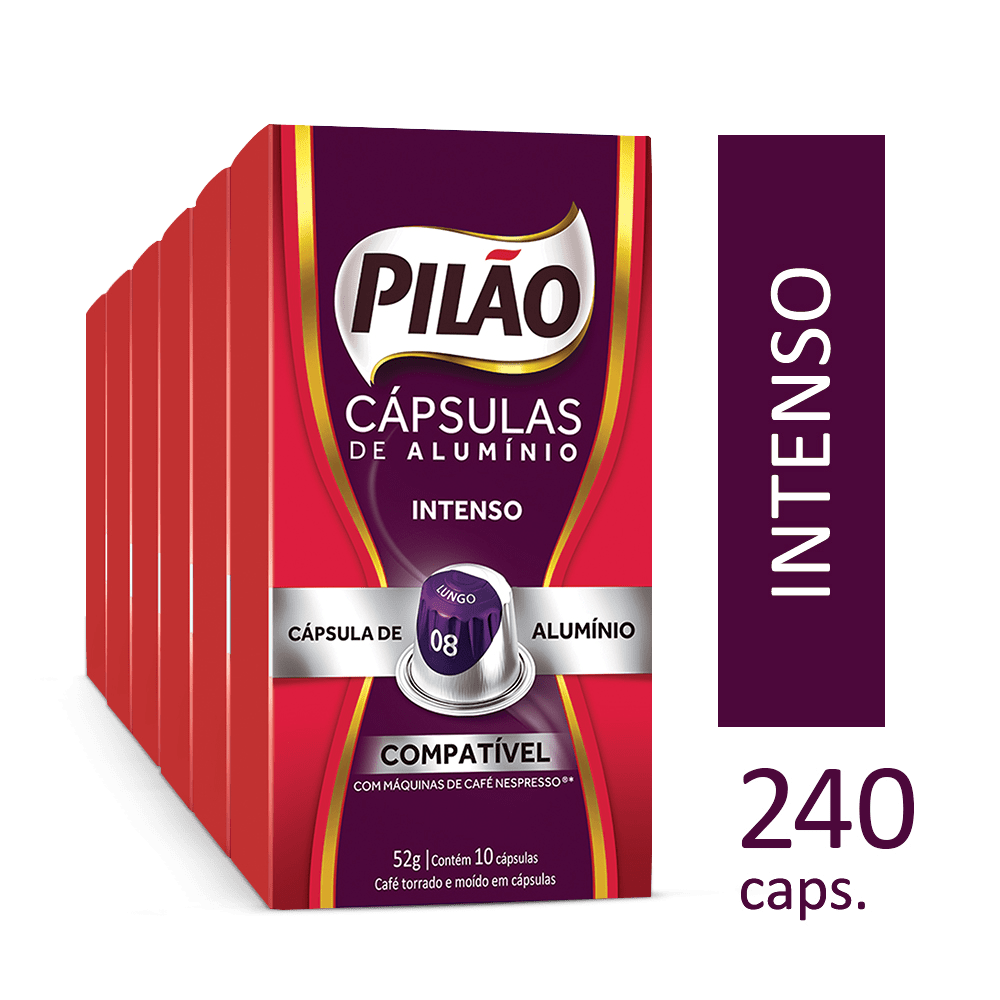 PILÃO
CÁPSULAS
DE ALUMÍNIO
INTENSO
LUNGO
08
CÁPSULA DE ALUMÍNIO
COMPATÍVEL
COM MÁQUINAS DE CAFÉ NESPRESSO®*
52g | Contém 10 cápsulas
Café torrado e moído em cápsulas
INTENSO
240
caps.